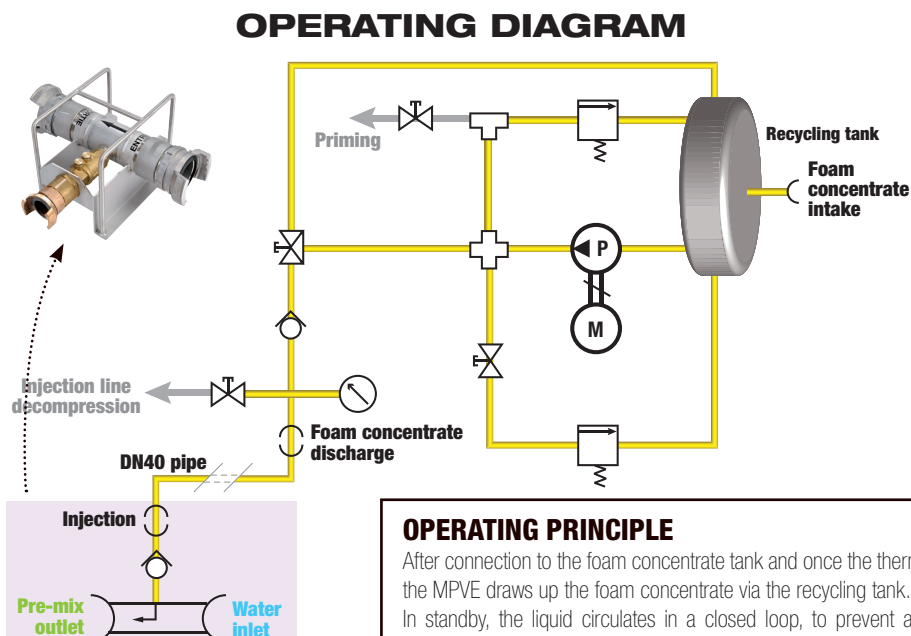 OPERATING DIAGRAM
Priming
Recycling tank
Foam
concentrate
intake
P
M
Injection line
decompression
Foam concentrate
discharge
DN40 pipe
Injection
Pre-mix
outlet
Water
inlet
OPERATING PRINCIPLE
After connection to the foam concentrate tank and once the
the MPVE draws up the foam concentrate via the recycling tank.
In standby, the liquid circulates in a closed loop, to prevent